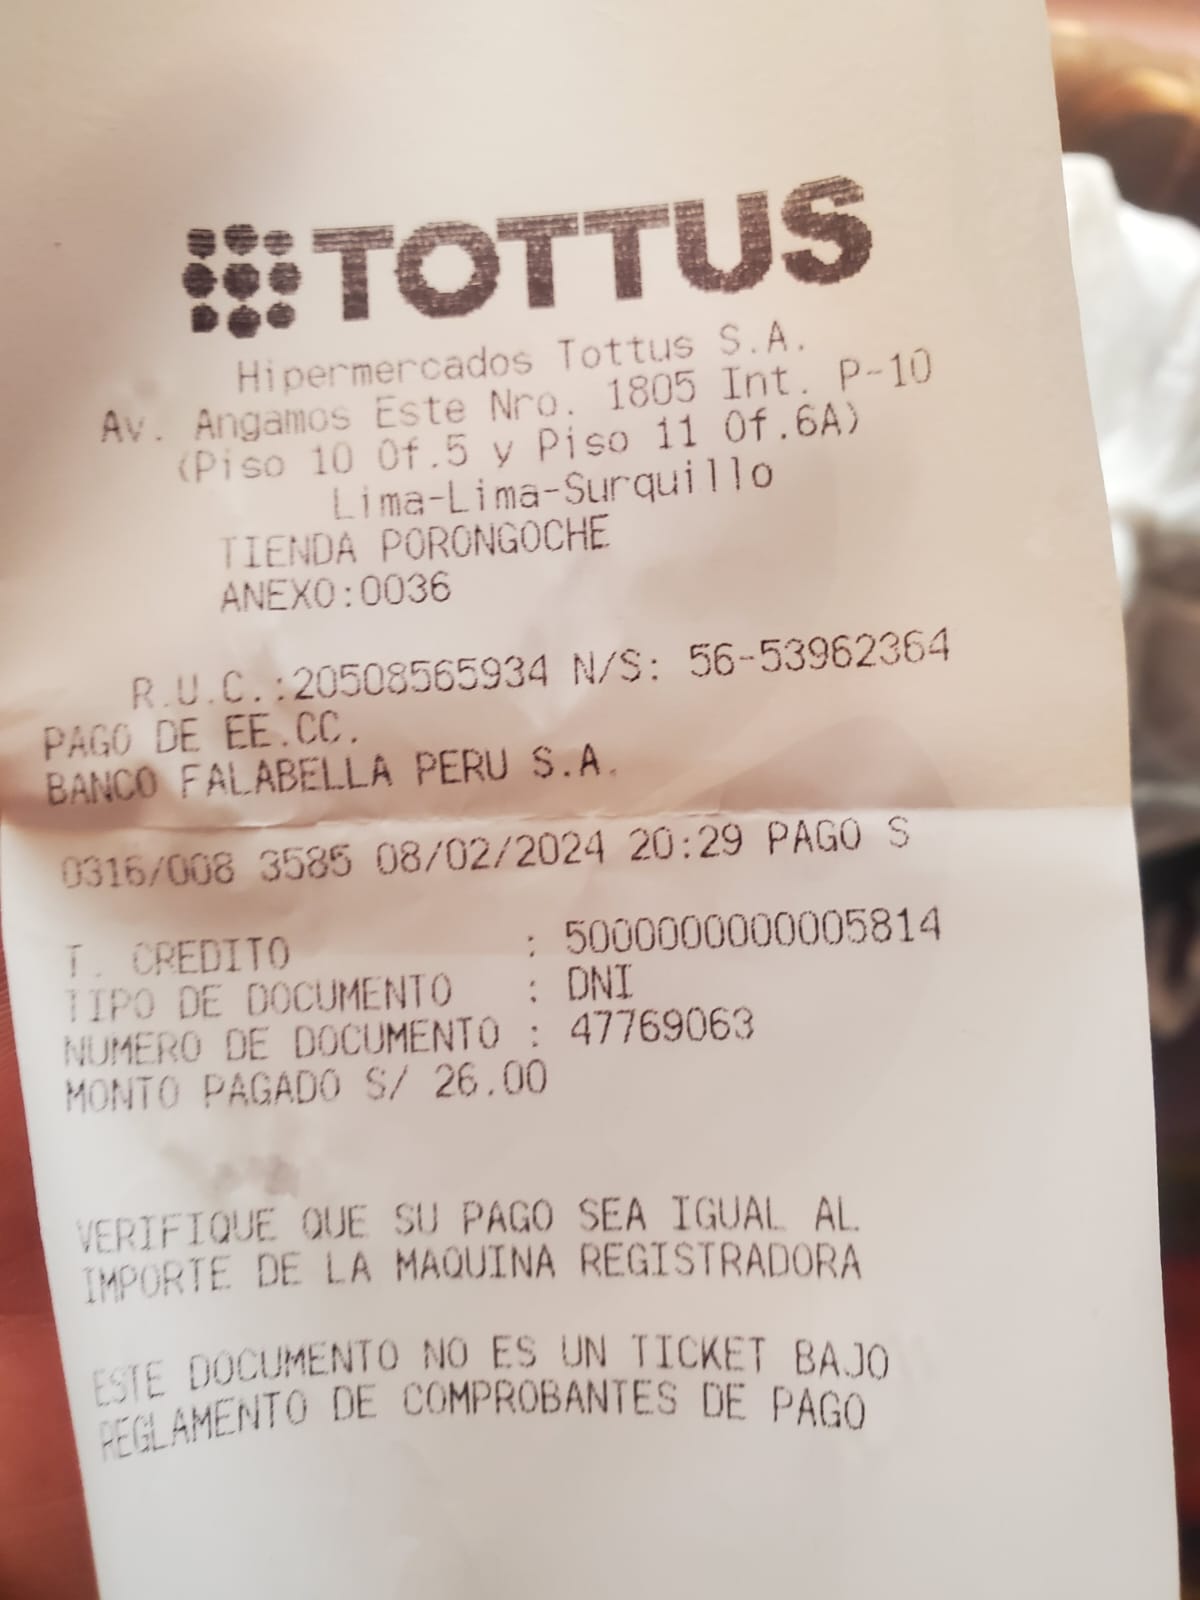 TOTTUS
Hipermercados Tottus S.A.
Av. Angamos Este Nro. 1805 Int. P-10
(Piso 10 Of.5 y Piso 11 Of.6A)
Lima-Lima-Surquillo
TIENDA PORONGOCHE
ANEXO:0036
R.U.C.:20508565934 N/S: 56-53962364
PAGO DE EE.CC.
BANCO FALABELLA PERU S.A.
0316/008 3585 08/02/2024 20:29 PAGO S
T. CREDITO : 5000000000005814
TIPO DE DOCUMENTO : DNI
NUMERO DE DOCUMENTO : 47769063
MONTO PAGADO S/ 26.00
VERIFIQUE QUE SU PAGO SEA IGUAL AL
IMPORTE DE LA MAQUINA REGISTRADORA
ESTE DOCUMENTO NO ES UN TICKET BAJO
REGLAMENTO DE COMPROBANTES DE PAGO